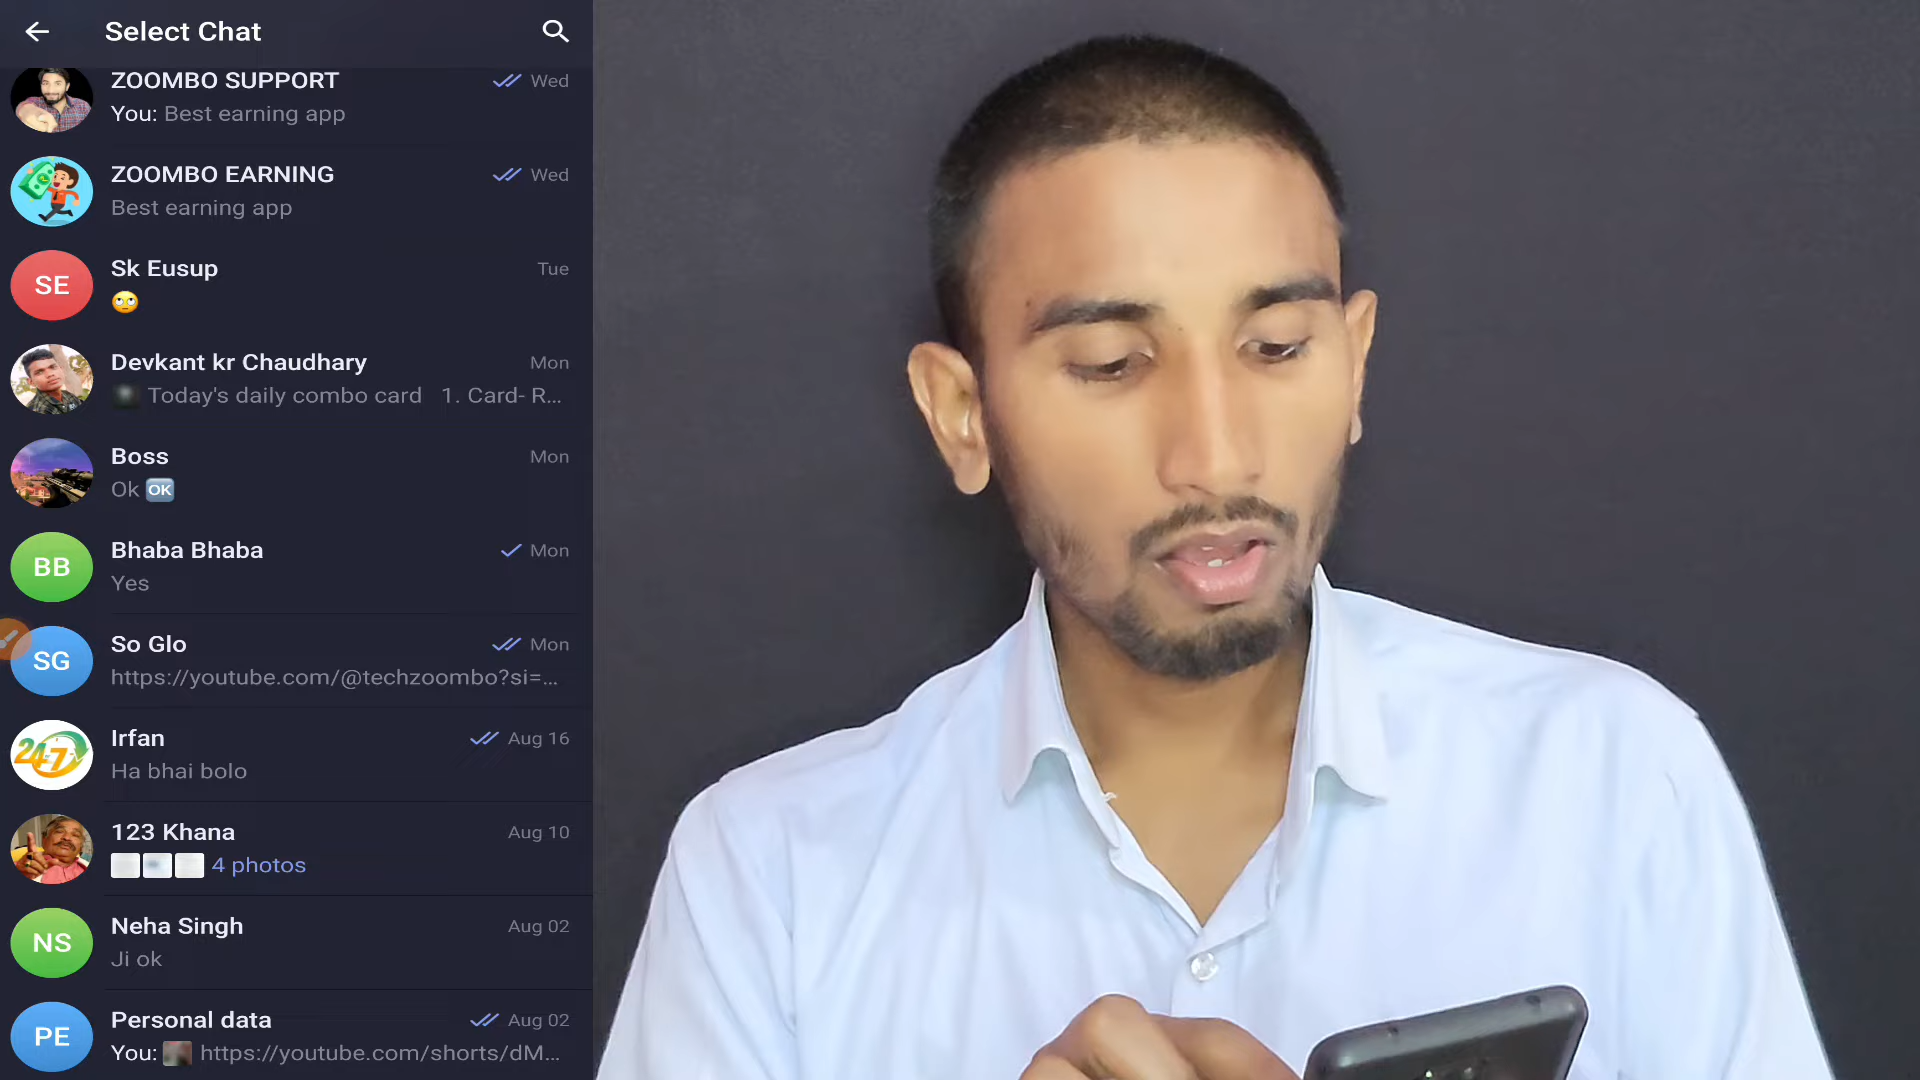 Select Chat
ZOOMBO SUPPORT Wed
You: Best earning app
ZOOMBO EARNING Wed
Best earning app
SE Sk Eusup Tue
Devkant kr Chaudhary Mon
Today's daily combo card 1. Card- R...
Boss Mon
Ok OK
BB Bhaba Bhaba Mon
Yes
SG So Glo Mon
https://youtube.com/@techzoombo?si=...
24-7 Irfan Aug 16
Ha bhai bolo
123 Khana Aug 10
4 photos
NS Neha Singh Aug 02
Ji ok
PE Personal data Aug 02
You: https://youtube.com/shorts/dM...